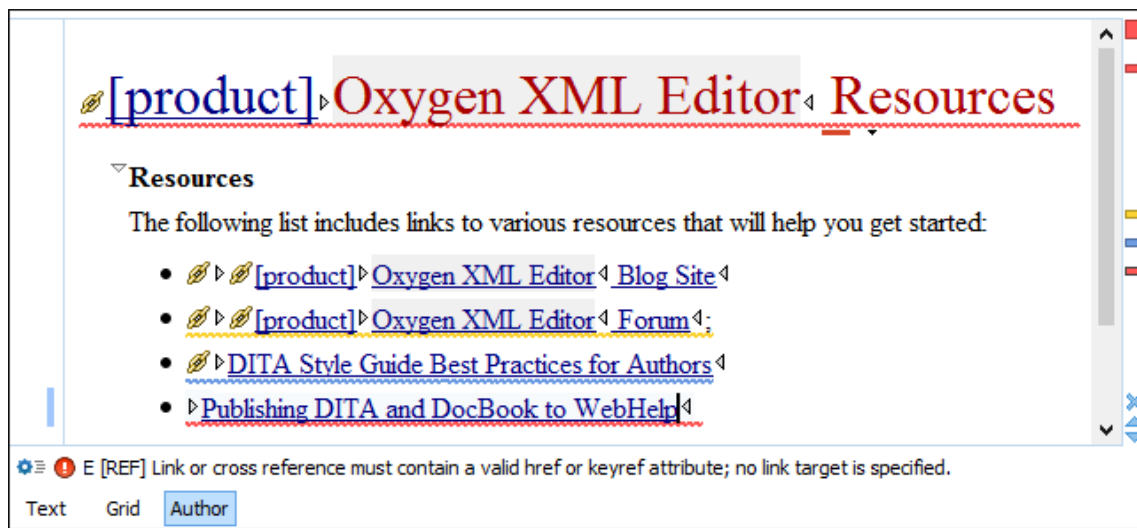 [product] Oxygen XML Editor Resources
Resources
The following list includes links to various resources that will help you get started:
• [product] Oxygen XML Editor Blog Site
• [product] Oxygen XML Editor Forum ;
• DITA Style Guide Best Practices for Authors
• Publishing DITA and DocBook to WebHelp
E [REF] Link or cross reference must contain a valid href or keyref attribute; no link target is specified.
Text Grid Author